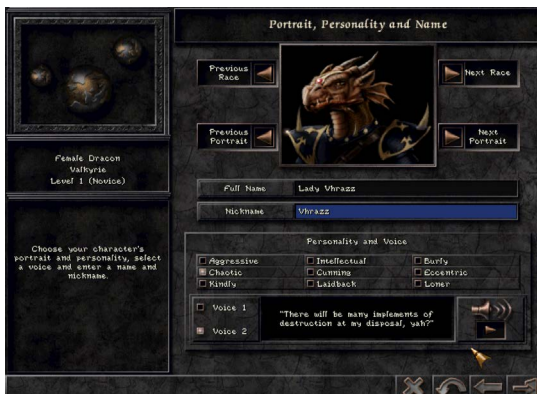 Portrait, Personality and Name
Previous
Race
Next Race
Previous
Portrait
Next
Portrait
Female Dracon
Valkyrie
Level 1 (Novice)
Full Name
Lady Vhrazz
Nickname
Vhrazz
Choose your character's
portrait and personality, select
a voice and enter a name and
nickname.
Personality and Voice
Aggressive
Intellectual
Burly
Chaotic
Cunning
Eccentric
Kindly
Laidback
Loner
Voice 1
Voice 2
"There will be many implements of
destruction at my disposal, yah?"